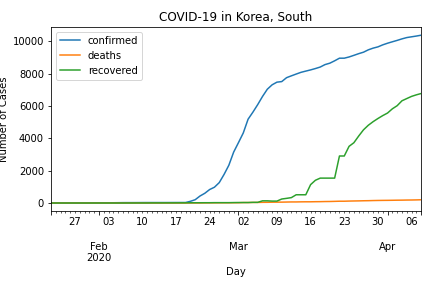 COVID-19 in Korea, South
confirmed
deaths
recovered
Number of Cases
10000
8000
6000
4000
2000
0
27 03 10 17 24 02 09 16 23 30 06
Feb Mar Apr
2020
Day